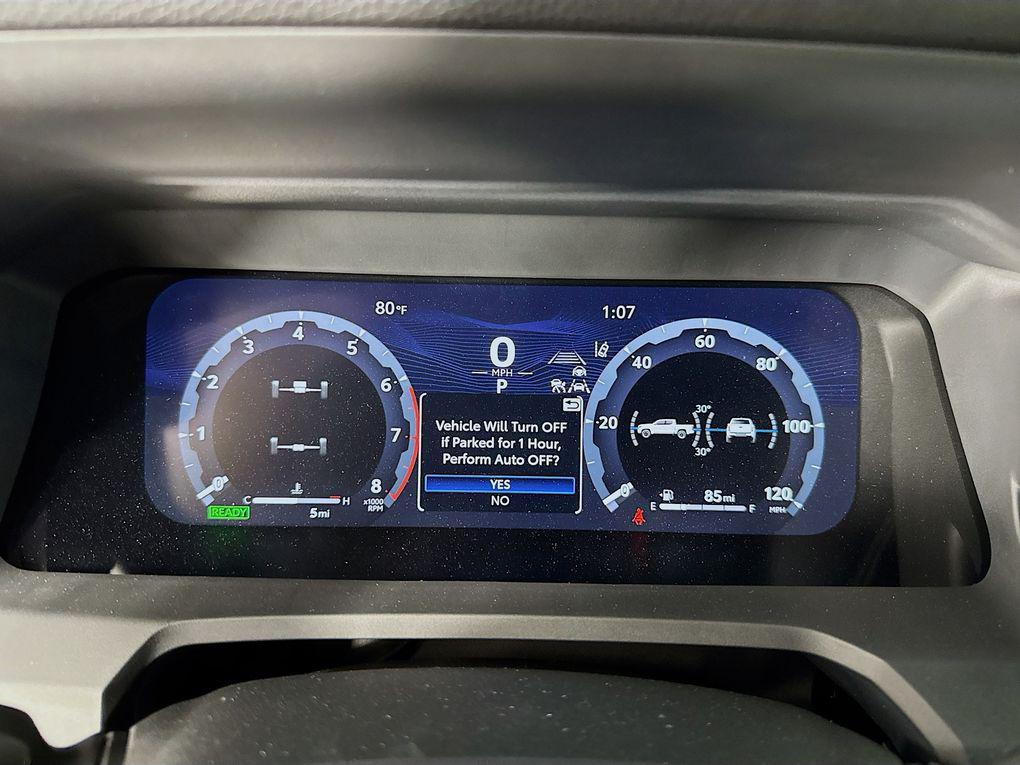 80°F
1:07
0
MPH
P
0 1 2 3 4 5 6 7 8
x1000
RPM
C H
READY
5mi
Vehicle Will Turn OFF
if Parked for 1 Hour,
Perform Auto OFF?
YES
NO
0 20 40 60 80 100 120
MPH
30°
30°
E F
85mi